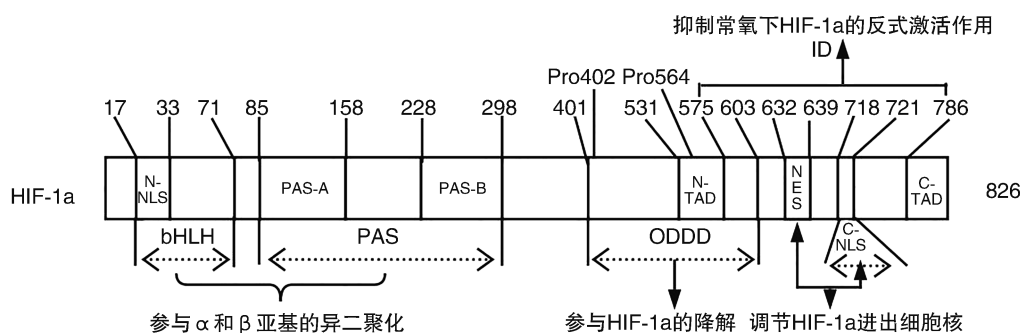 抑制常氧下HIF-1a的反式激活作用
ID
Pro402 Pro564
17 33 71 85 158 228 298 401 531 575 603 632 639 718 721 786
HIF-1a
N-
NLS
PAS-A
PAS-B
N-
TAD
N
E
S
C-
TAD
826
bHLH
PAS
ODDD
C-
NLS
参与α和β亚基的异二聚化
参与HIF-1a的降解
调节HIF-1a进出细胞核